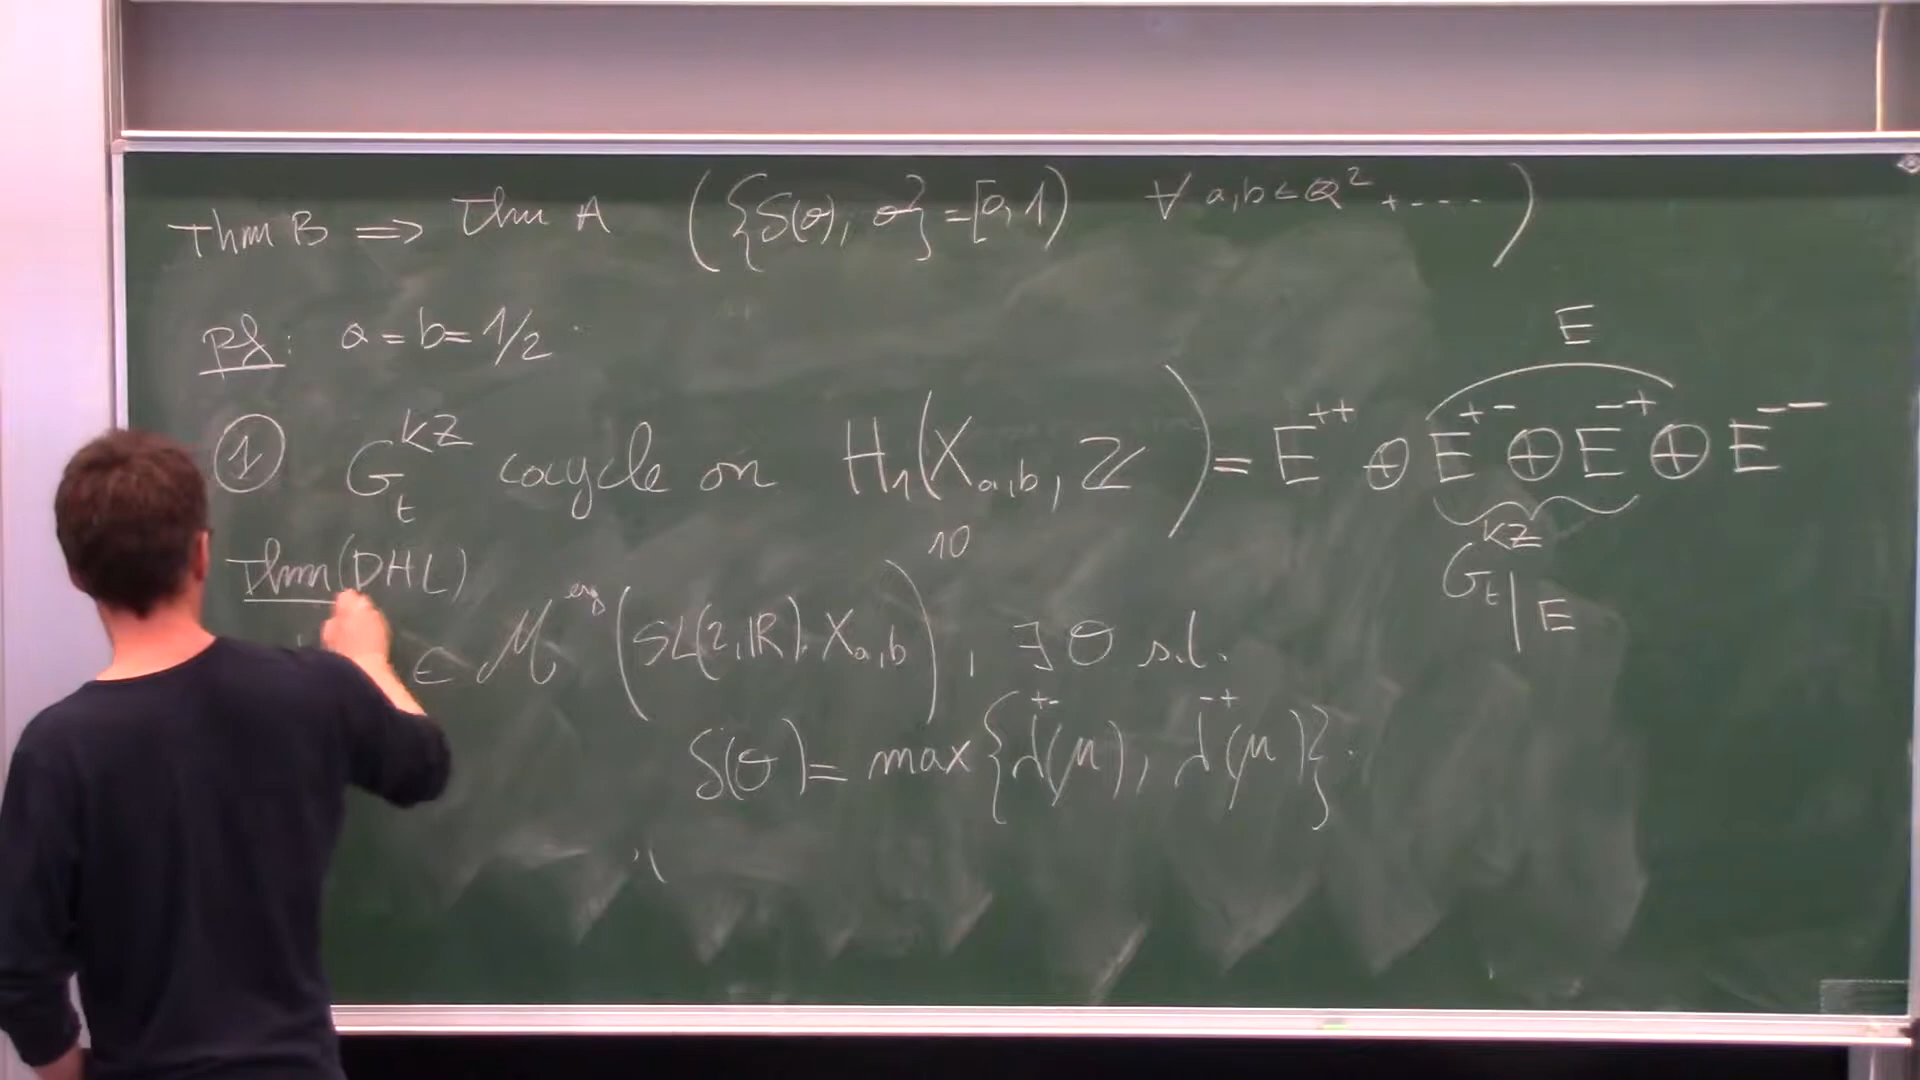 Thm B ⟹ Thm A ({δ(θ), θ} = [0,1) ∀ a,b ∈ Q² + ....)
Pf: a = b = 1/2
① G_t^{KZ} cocycle on H_1(X_{a,b}, Z) = E^{++} ⊕ E^{+-} ⊕ E^{-+} ⊕ E^{--}
E
10
G_t^{KZ}|E
Thm (DHL)
∈ M^{erg}(SL(2,R). X_{a,b}), ∃ θ s.t.
δ(θ) = max{λ^{+-}(μ), λ^{-+}(μ)}.